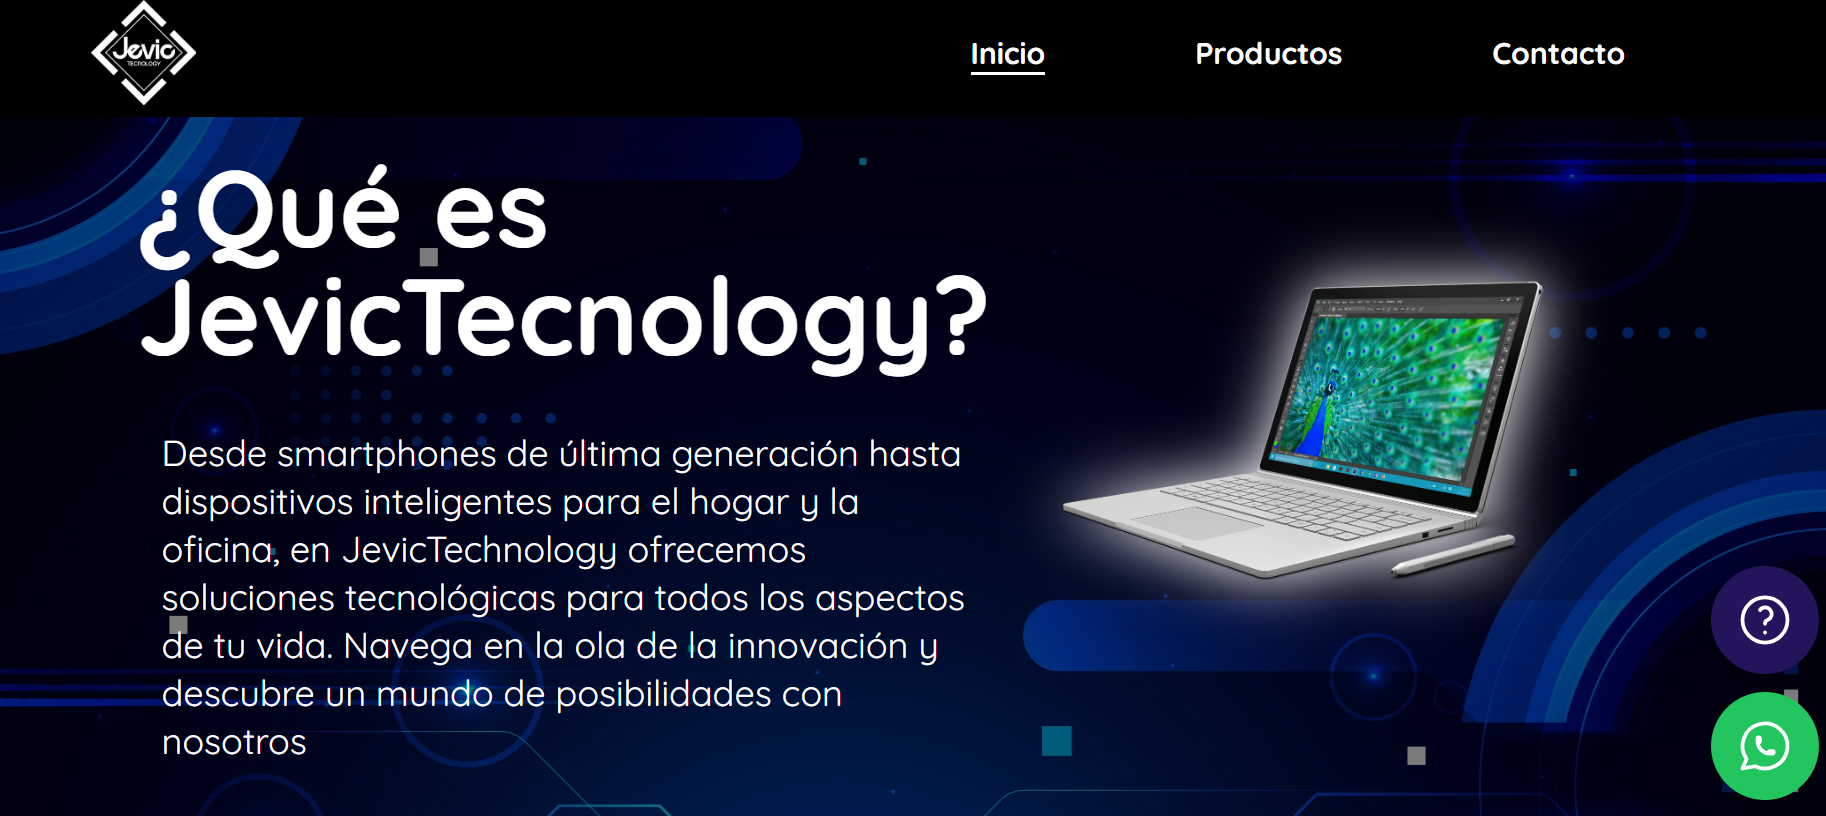 Jevic
TECNOLOGY
Inicio
Productos
Contacto
¿Qué es
JevicTecnology?
Desde smartphones de última generación hasta
dispositivos inteligentes para el hogar y la
oficina, en JevicTechnology ofrecemos
soluciones tecnológicas para todos los aspectos
de tu vida. Navega en la ola de la innovación y
descubre un mundo de posibilidades con
nosotros